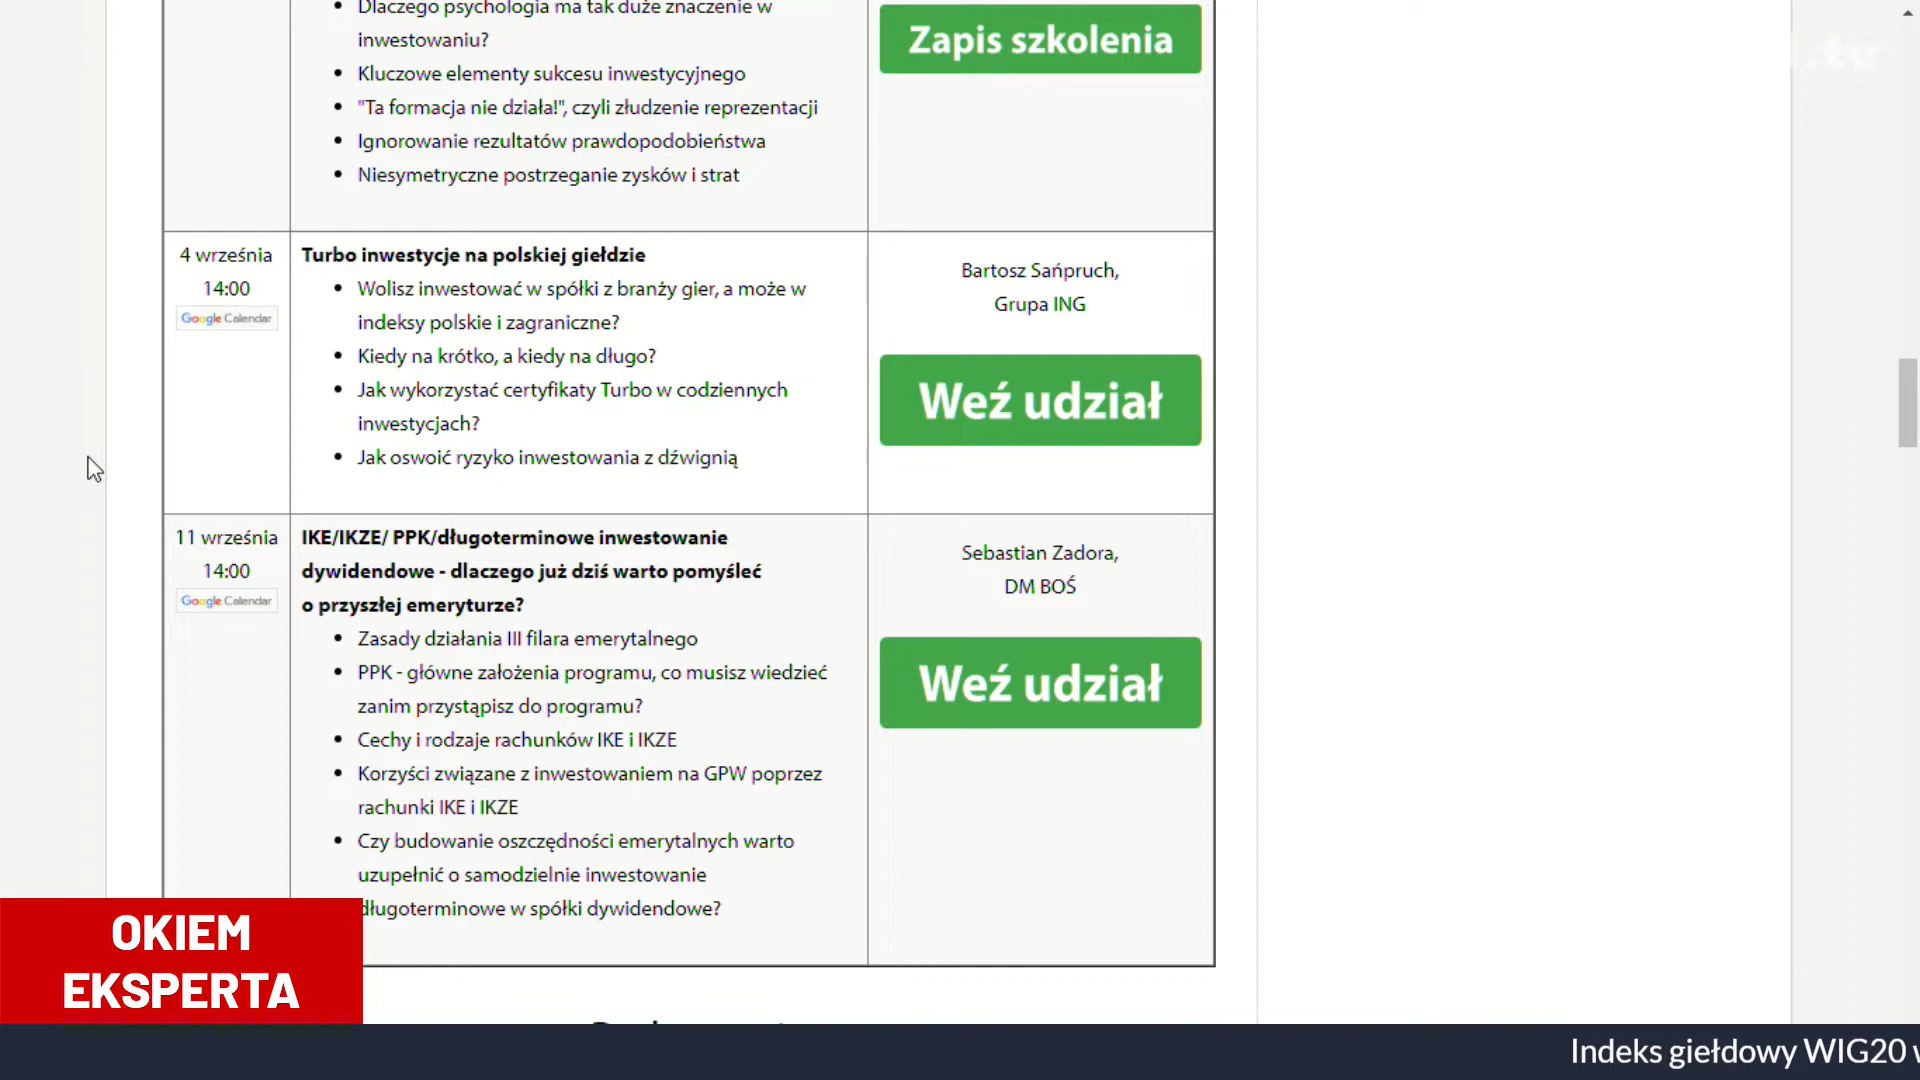 Dlaczego psychologia ma tak duże znaczenie w
inwestowaniu?
Kluczowe elementy sukcesu inwestycyjnego
"Ta formacja nie działa!", czyli złudzenie reprezentacji
Ignorowanie rezultatów prawdopodobieństwa
Niesymetryczne postrzeganie zysków i strat
Zapis szkolenia
.tv
4 września
14:00
Google Calendar
Turbo inwestycje na polskiej giełdzie
Wolisz inwestować w spółki z branży gier, a może w
indeksy polskie i zagraniczne?
Kiedy na krótko, a kiedy na długo?
Jak wykorzystać certyfikaty Turbo w codziennych
inwestycjach?
Jak oswoić ryzyko inwestowania z dźwignią
Bartosz Sańpruch,
Grupa ING
Weź udział
11 września
14:00
Google Calendar
IKE/IKZE/ PPK/długoterminowe inwestowanie
dywidendowe - dlaczego już dziś warto pomyśleć
o przyszłej emeryturze?
Zasady działania III filara emerytalnego
PPK - główne założenia programu, co musisz wiedzieć
zanim przystąpisz do programu?
Cechy i rodzaje rachunków IKE i IKZE
Korzyści związane z inwestowaniem na GPW poprzez
rachunki IKE i IKZE
Czy budowanie oszczędności emerytalnych warto
uzupełnić o samodzielnie inwestowanie
długoterminowe w spółki dywidendowe?
Sebastian Zadora,
DM BOŚ
Weź udział
OKIEM
EKSPERTA
Indeks giełdowy WIG20 w